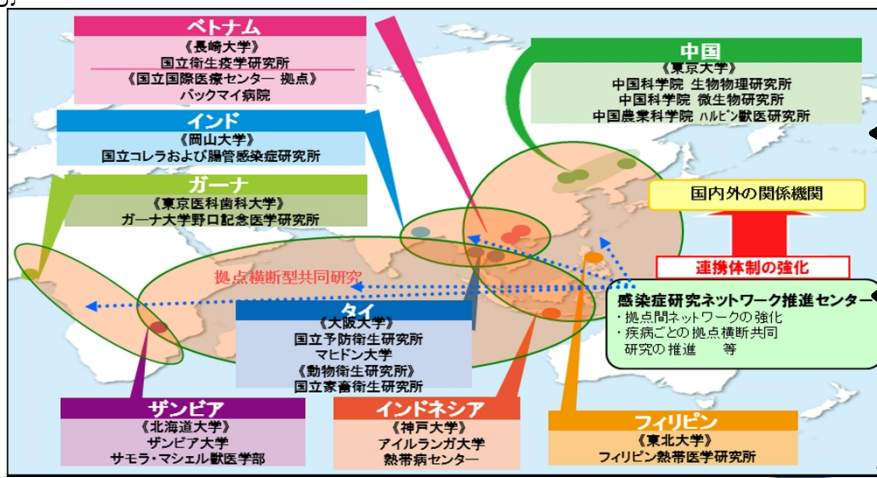 ベトナム
《長崎大学》
国立衛生疫学研究所
《国立国際医療センター 拠点》
バックマイ病院
中国
《東京大学》
中国科学院 生物物理研究所
中国科学院 微生物研究所
中国農業科学院 ハルビン獣医研究所
インド
《岡山大学》
国立コレラおよび腸管感染症研究所
ガーナ
《東京医科歯科大学》
ガーナ大学野口記念医学研究所
国内外の関係機関
連携体制の強化
拠点横断型共同研究
感染症研究ネットワーク推進センター
・拠点間ネットワークの強化
・疾病ごとの拠点横断共同
研究の推進 等
タイ
《大阪大学》
国立予防衛生研究所
マヒドン大学
《動物衛生研究所》
国立家畜衛生研究所
ザンビア
《北海道大学》
ザンビア大学
サモラ・マシェル獣医学部
インドネシア
《神戸大学》
アイルランガ大学
熱帯病センター
フィリピン
《東北大学》
フィリピン熱帯医学研究所